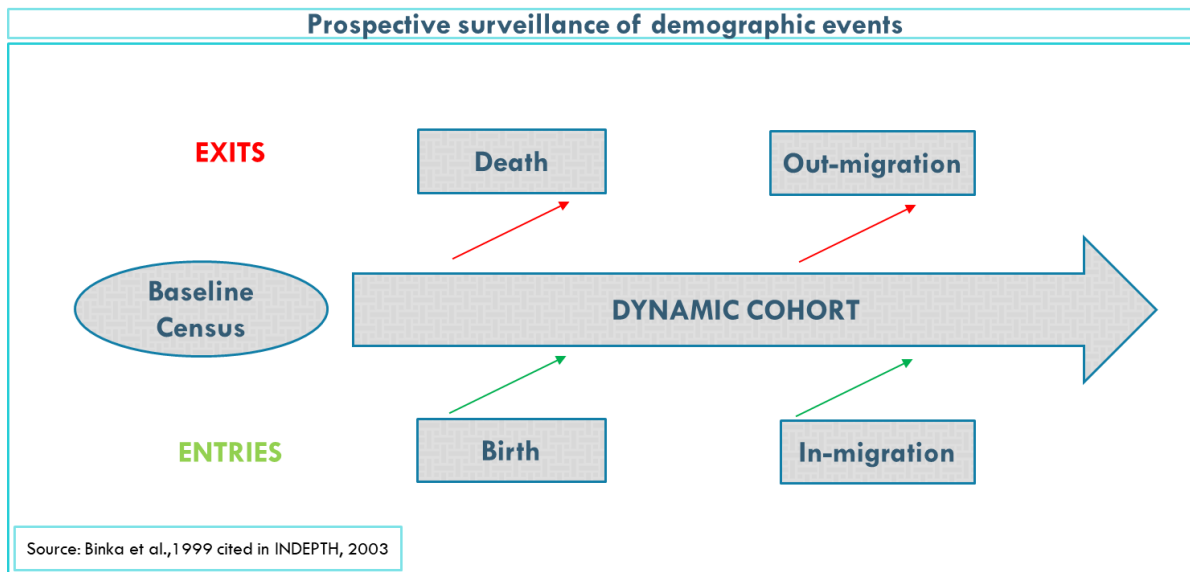 Prospective surveillance of demographic events
EXITS
Death
Out-migration
Baseline
Census
DYNAMIC COHORT
ENTRIES
Birth
In-migration
Source: Binka et al.,1999 cited in INDEPTH, 2003